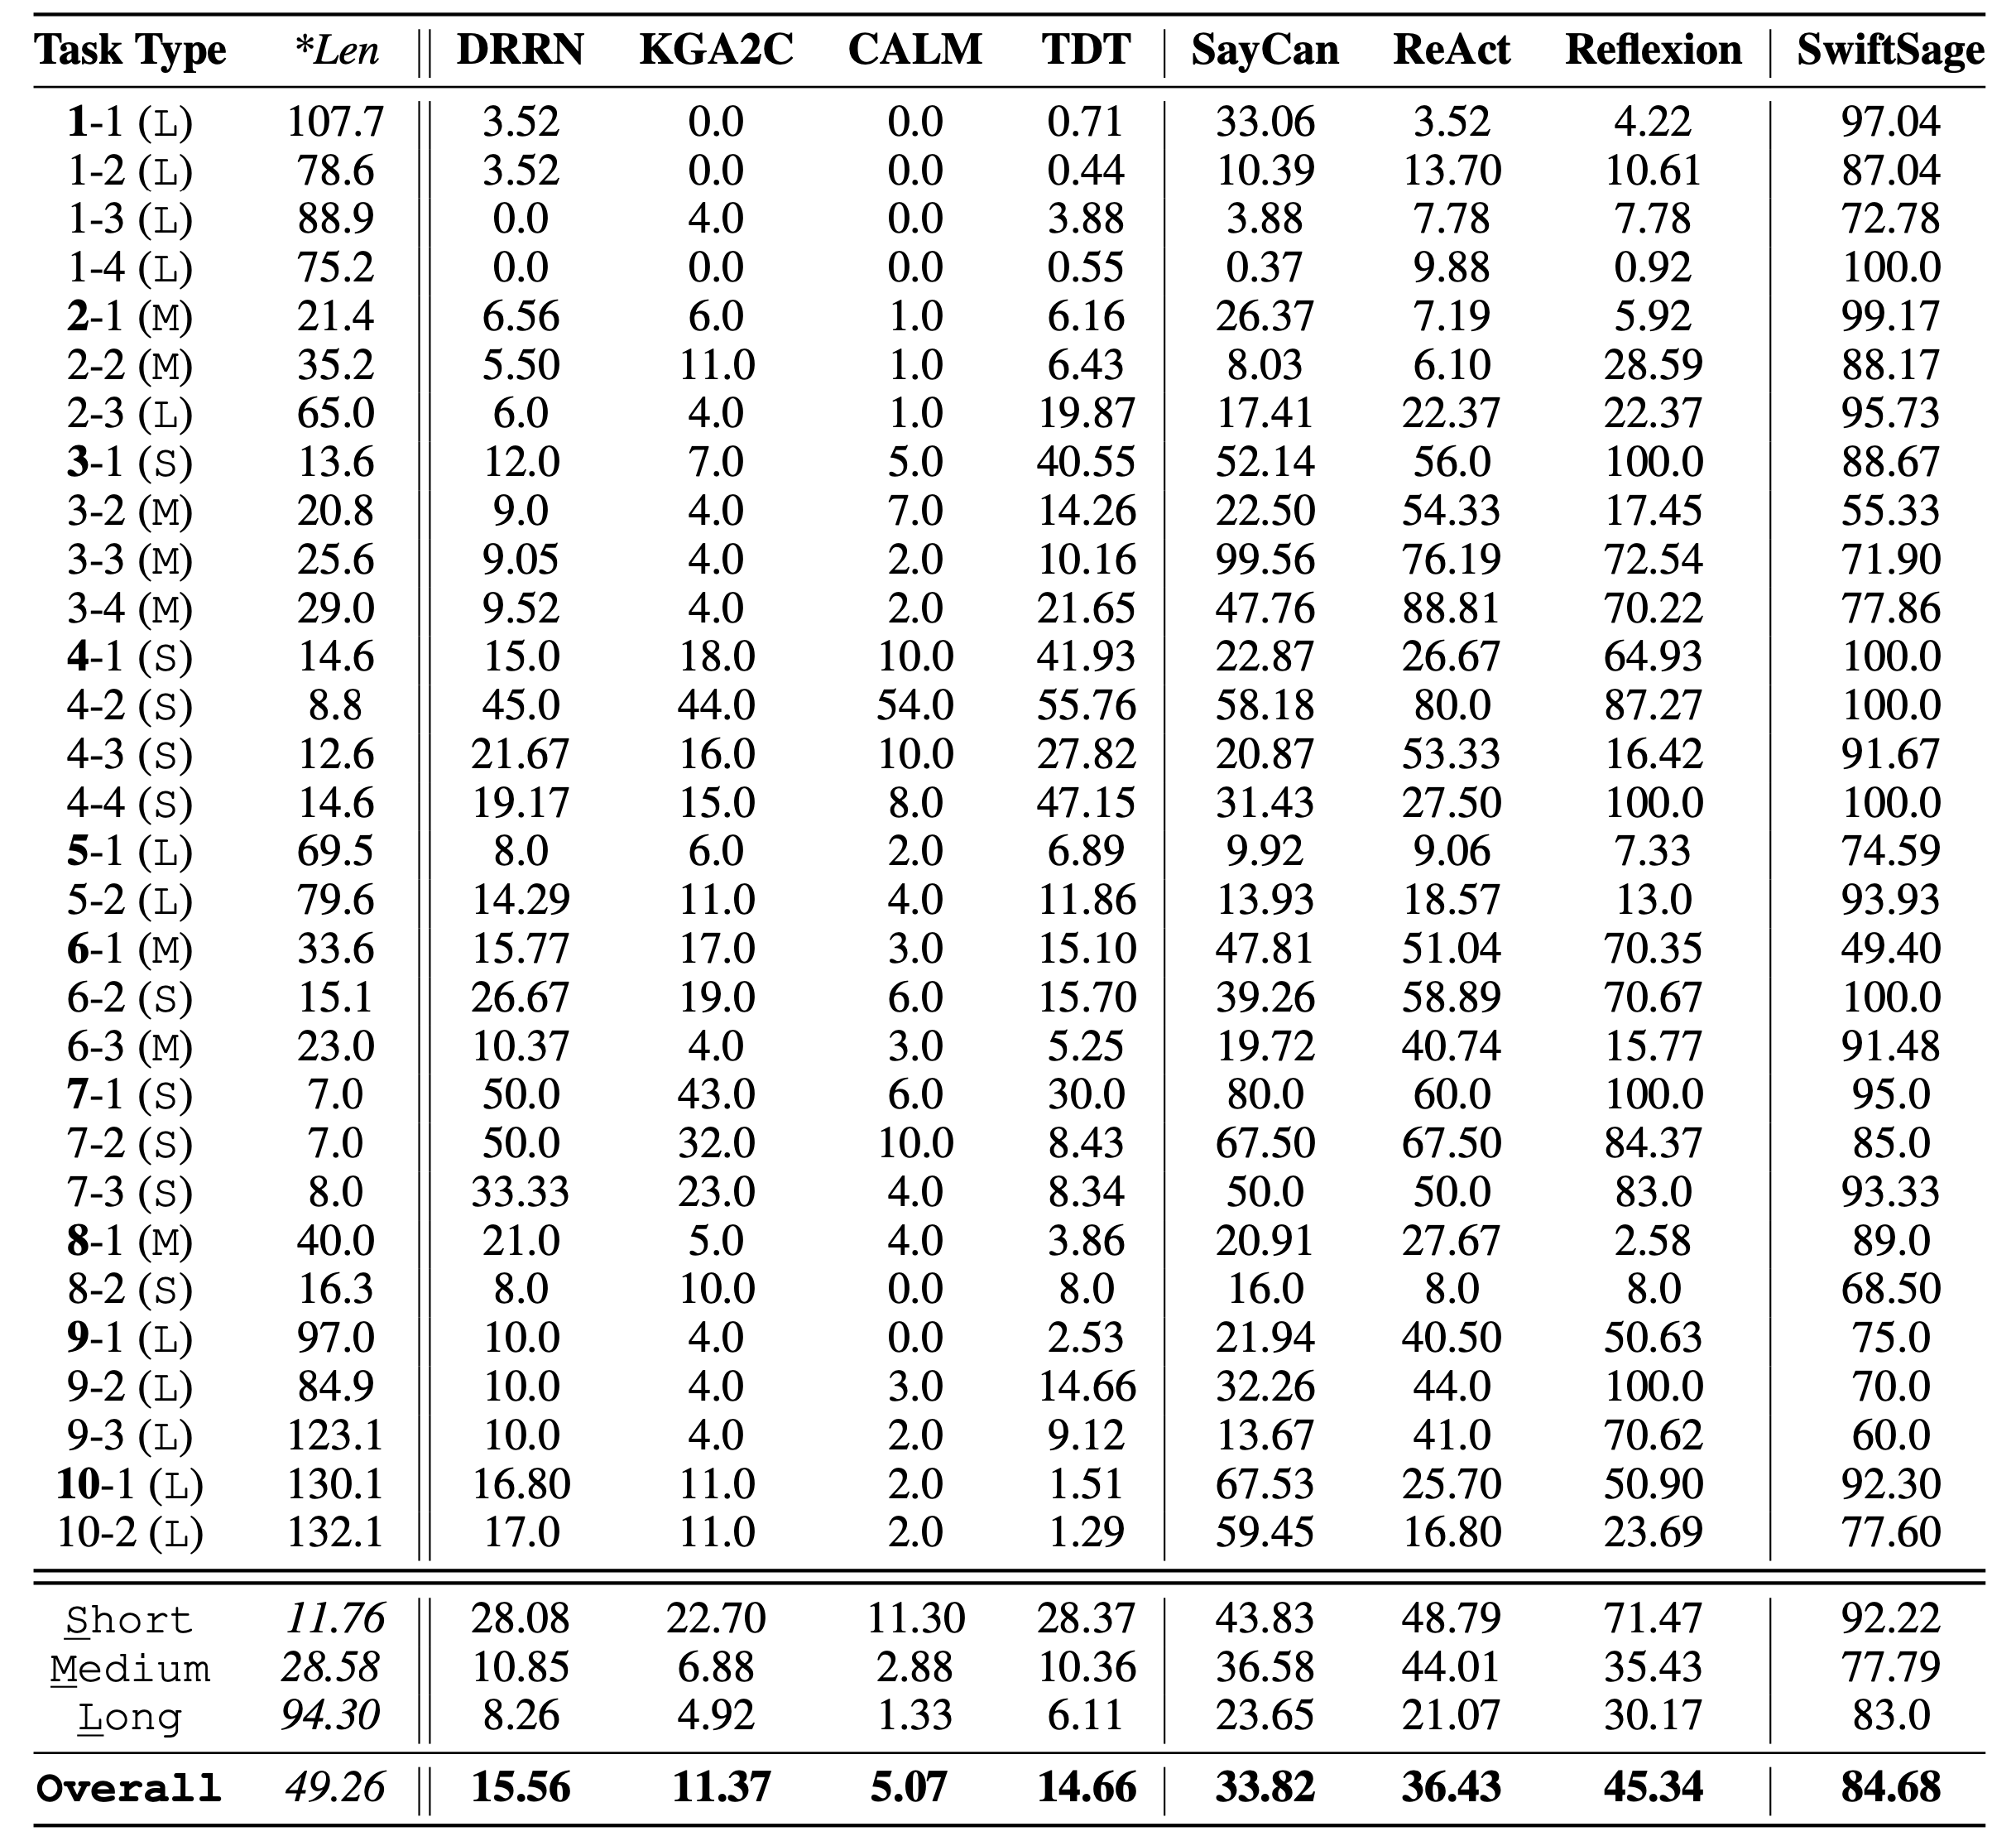 Task Type *Len DRRN KGA2C CALM TDT SayCan ReAct Reflexion SwiftSage
1-1 (L) 107.7 3.52 0.0 0.0 0.71 33.06 3.52 4.22 97.04
1-2 (L) 78.6 3.52 0.0 0.0 0.44 10.39 13.70 10.61 87.04
1-3 (L) 88.9 0.0 4.0 0.0 3.88 3.88 7.78 7.78 72.78
1-4 (L) 75.2 0.0 0.0 0.0 0.55 0.37 9.88 0.92 100.0
2-1 (M) 21.4 6.56 6.0 1.0 6.16 26.37 7.19 5.92 99.17
2-2 (M) 35.2 5.50 11.0 1.0 6.43 8.03 6.10 28.59 88.17
2-3 (L) 65.0 6.0 4.0 1.0 19.87 17.41 22.37 22.37 95.73
3-1 (S) 13.6 12.0 7.0 5.0 40.55 52.14 56.0 100.0 88.67
3-2 (M) 20.8 9.0 4.0 7.0 14.26 22.50 54.33 17.45 55.33
3-3 (M) 25.6 9.05 4.0 2.0 10.16 99.56 76.19 72.54 71.90
3-4 (M) 29.0 9.52 4.0 2.0 21.65 47.76 88.81 70.22 77.86
4-1 (S) 14.6 15.0 18.0 10.0 41.93 22.87 26.67 64.93 100.0
4-2 (S) 8.8 45.0 44.0 54.0 55.76 58.18 80.0 87.27 100.0
4-3 (S) 12.6 21.67 16.0 10.0 27.82 20.87 53.33 16.42 91.67
4-4 (S) 14.6 19.17 15.0 8.0 47.15 31.43 27.50 100.0 100.0
5-1 (L) 69.5 8.0 6.0 2.0 6.89 9.92 9.06 7.33 74.59
5-2 (L) 79.6 14.29 11.0 4.0 11.86 13.93 18.57 13.0 93.93
6-1 (M) 33.6 15.77 17.0 3.0 15.10 47.81 51.04 70.35 49.40
6-2 (S) 15.1 26.67 19.0 6.0 15.70 39.26 58.89 70.67 100.0
6-3 (M) 23.0 10.37 4.0 3.0 5.25 19.72 40.74 15.77 91.48
7-1 (S) 7.0 50.0 43.0 6.0 30.0 80.0 60.0 100.0 95.0
7-2 (S) 7.0 50.0 32.0 10.0 8.43 67.50 67.50 84.37 85.0
7-3 (S) 8.0 33.33 23.0 4.0 8.34 50.0 50.0 83.0 93.33
8-1 (M) 40.0 21.0 5.0 4.0 3.86 20.91 27.67 2.58 89.0
8-2 (S) 16.3 8.0 10.0 0.0 8.0 16.0 8.0 8.0 68.50
9-1 (L) 97.0 10.0 4.0 0.0 2.53 21.94 40.50 50.63 75.0
9-2 (L) 84.9 10.0 4.0 3.0 14.66 32.26 44.0 100.0 70.0
9-3 (L) 123.1 10.0 4.0 2.0 9.12 13.67 41.0 70.62 60.0
10-1 (L) 130.1 16.80 11.0 2.0 1.51 67.53 25.70 50.90 92.30
10-2 (L) 132.1 17.0 11.0 2.0 1.29 59.45 16.80 23.69 77.60
Short 11.76 28.08 22.70 11.30 28.37 43.83 48.79 71.47 92.22
Medium 28.58 10.85 6.88 2.88 10.36 36.58 44.01 35.43 77.79
Long 94.30 8.26 4.92 1.33 6.11 23.65 21.07 30.17 83.0
Overall 49.26 15.56 11.37 5.07 14.66 33.82 36.43 45.34 84.68